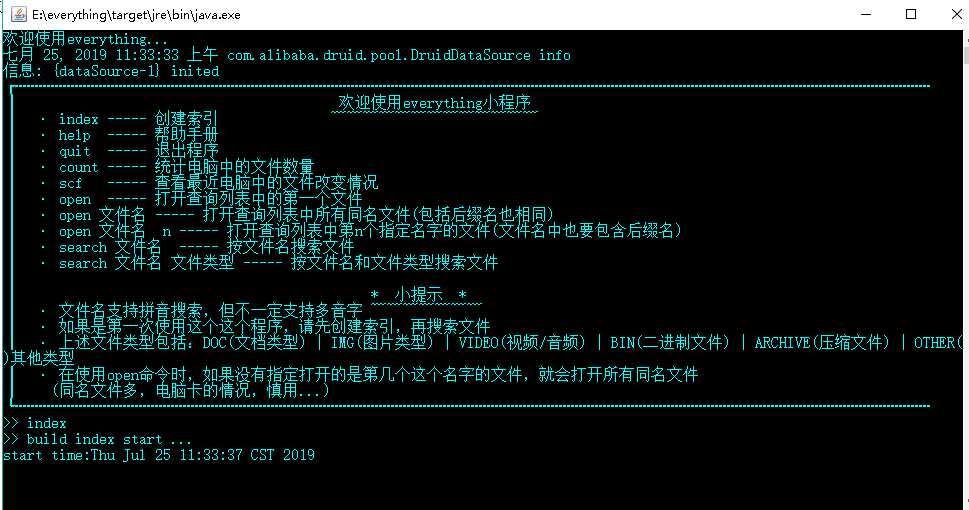 E:\everything\target\jre\bin\java.exe
欢迎使用everything...
七月 25, 2019 11:33:33 上午 com.alibaba.druid.pool.DruidDataSource info
信息: {dataSource-1} inited
欢迎使用everything小程序
· index ----- 创建索引
· help ----- 帮助手册
· quit ----- 退出程序
· count ----- 统计电脑中的文件数量
· scf ----- 查看最近电脑中的文件改变情况
· open ----- 打开查询列表中的第一个文件
· open 文件名 ----- 打开查询列表中所有同名文件(包括后缀名也相同)
· open 文件名 n ----- 打开查询列表中第n个指定名字的文件(文件名中也要包含后缀名)
· search 文件名 ----- 按文件名搜索文件
· search 文件名 文件类型 ----- 按文件名和文件类型搜索文件
* 小提示 *
· 文件名支持拼音搜索，但不一定支持多音字
· 如果是第一次使用这个这个程序，请先创建索引，再搜索文件
· 上述文件类型包括：DOC(文档类型) | IMG(图片类型) | VIDEO(视频/音频) | BIN(二进制文件) | ARCHIVE(压缩文件) | OTHER(
)其他类型
· 在使用open命令时，如果没有指定打开的是第几个这个名字的文件，就会打开所有同名文件
(同名文件多，电脑卡的情况，慎用...)
>> index
>> build index start ...
start time:Thu Jul 25 11:33:37 CST 2019